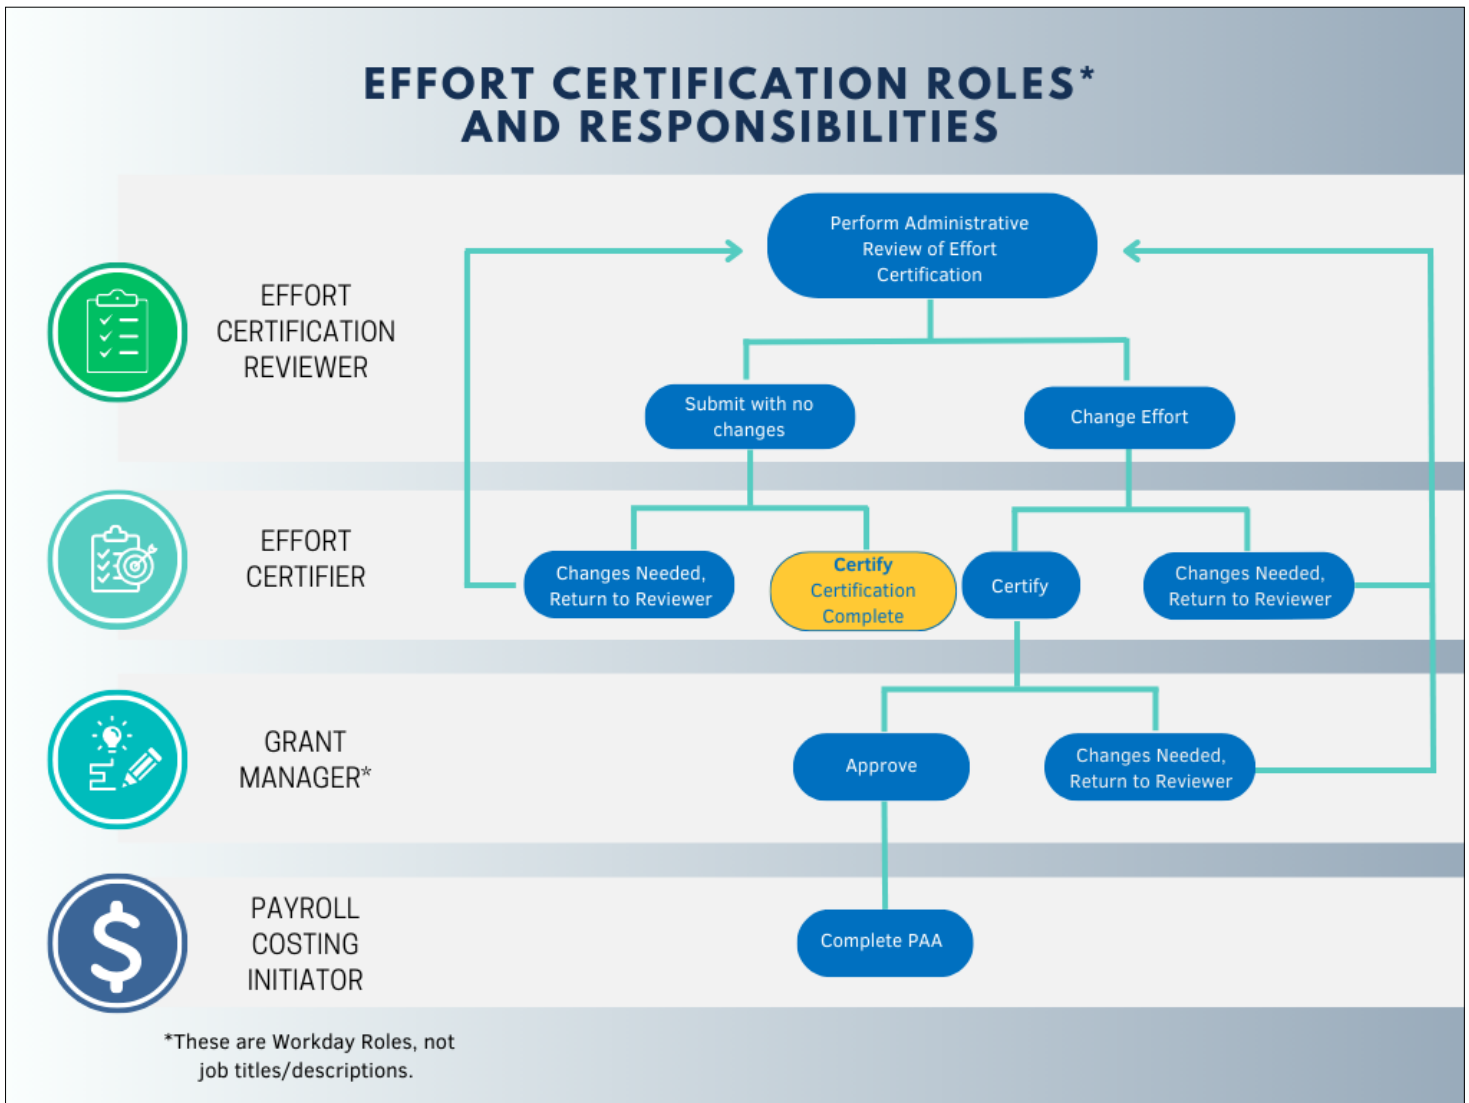 EFFORT CERTIFICATION ROLES*
AND RESPONSIBILITIES
EFFORT
CERTIFICATION
REVIEWER
Perform Administrative
Review of Effort
Certification
Submit with no
changes
Change Effort
EFFORT
CERTIFIER
Changes Needed,
Return to Reviewer
Certify
Certification
Complete
Certify
Changes Needed,
Return to Reviewer
GRANT
MANAGER*
Approve
Changes Needed,
Return to Reviewer
PAYROLL
COSTING
INITIATOR
$
Complete PAA
*These are Workday Roles, not
job titles/descriptions.